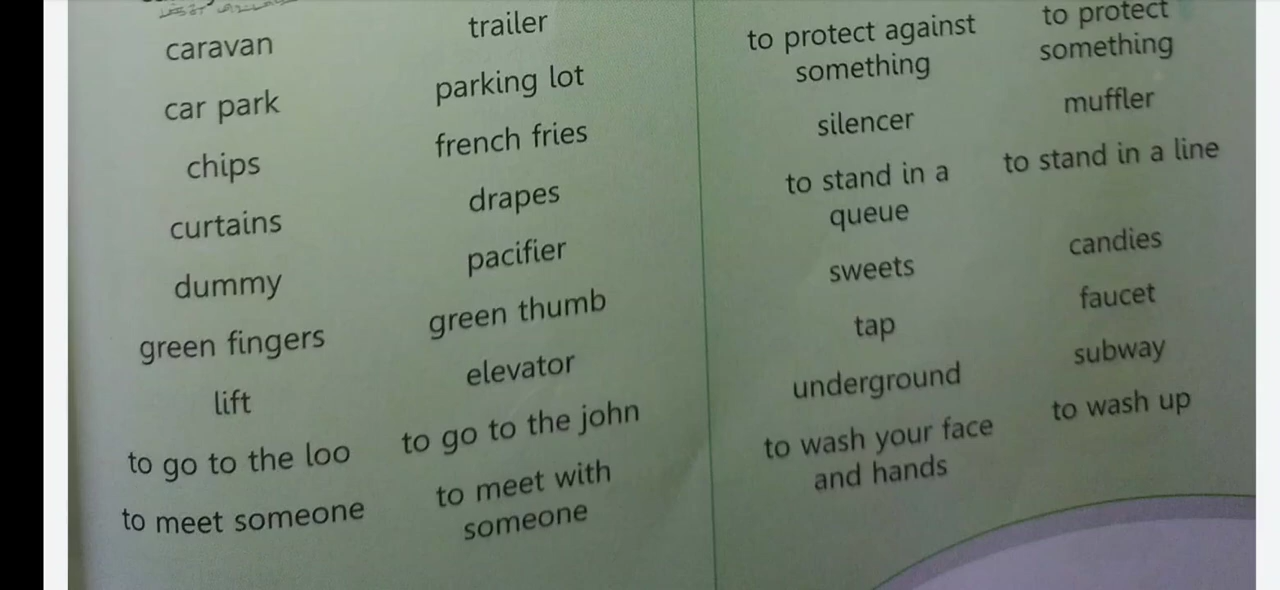 caravan trailer
car park parking lot
chips french fries
curtains drapes
dummy pacifier
green fingers green thumb
lift elevator
to go to the loo to go to the john
to meet someone to meet with
someone
to protect against to protect
something something
silencer muffler
to stand in a to stand in a line
queue
sweets candies
tap faucet
underground subway
to wash your face to wash up
and hands